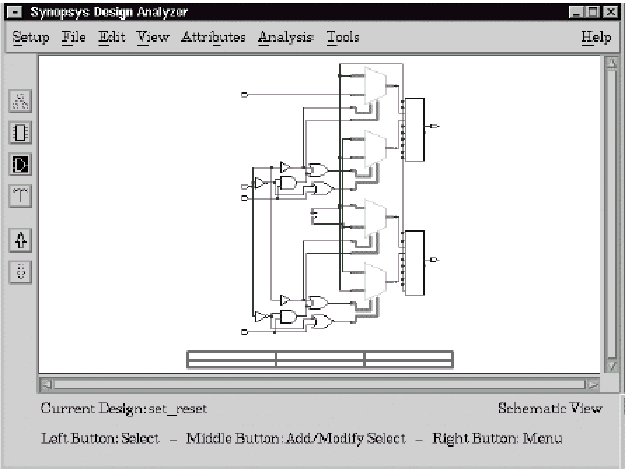 Synopsys Design Analyzer
Setup File Edit View Attributes Analysis Tools Help
Current Design: set_reset Schematic View
Left Button: Select - Middle Button: Add/Modify Select - Right Button: Menu